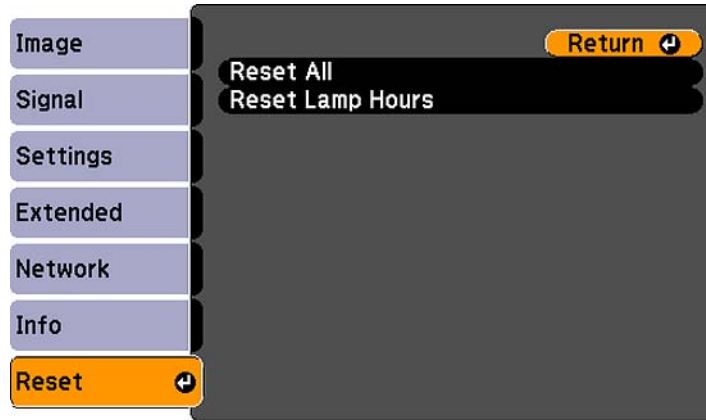 Image
Signal
Settings
Extended
Network
Info
Reset
Return
Reset All
Reset Lamp Hours